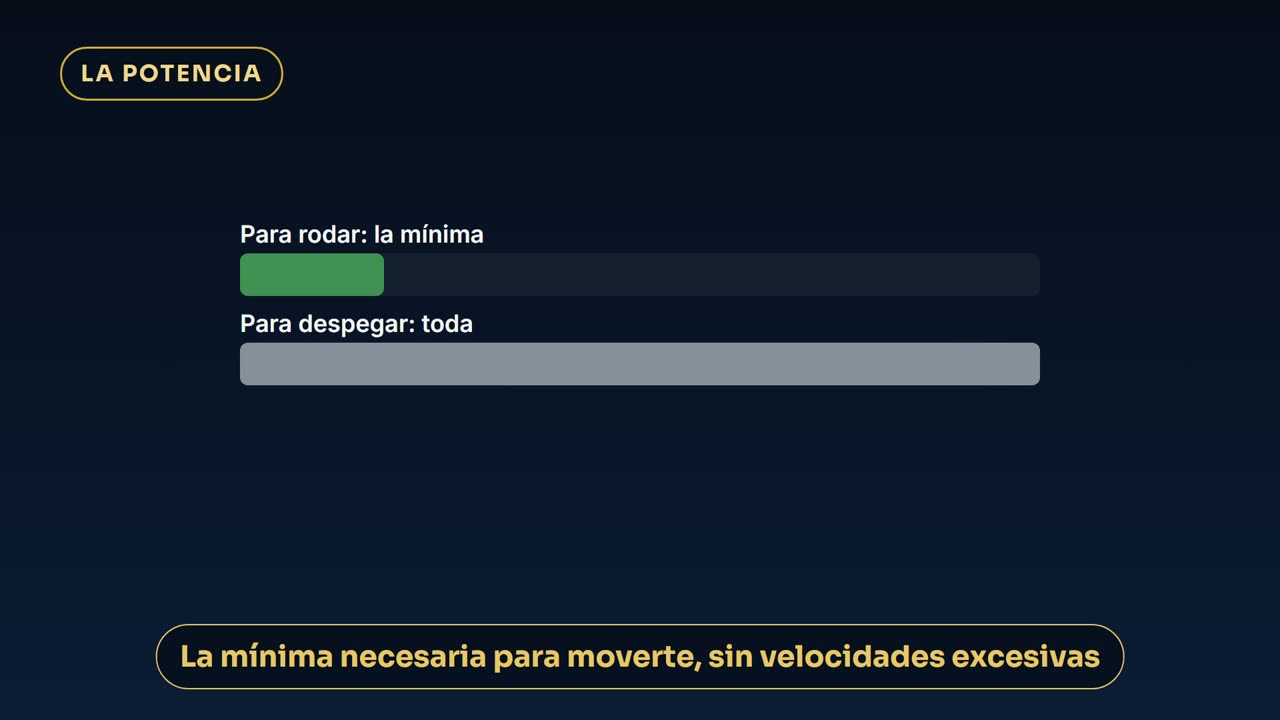 LA POTENCIA
Para rodar: la mínima
Para despegar: toda
La mínima necesaria para moverte, sin velocidades excesivas